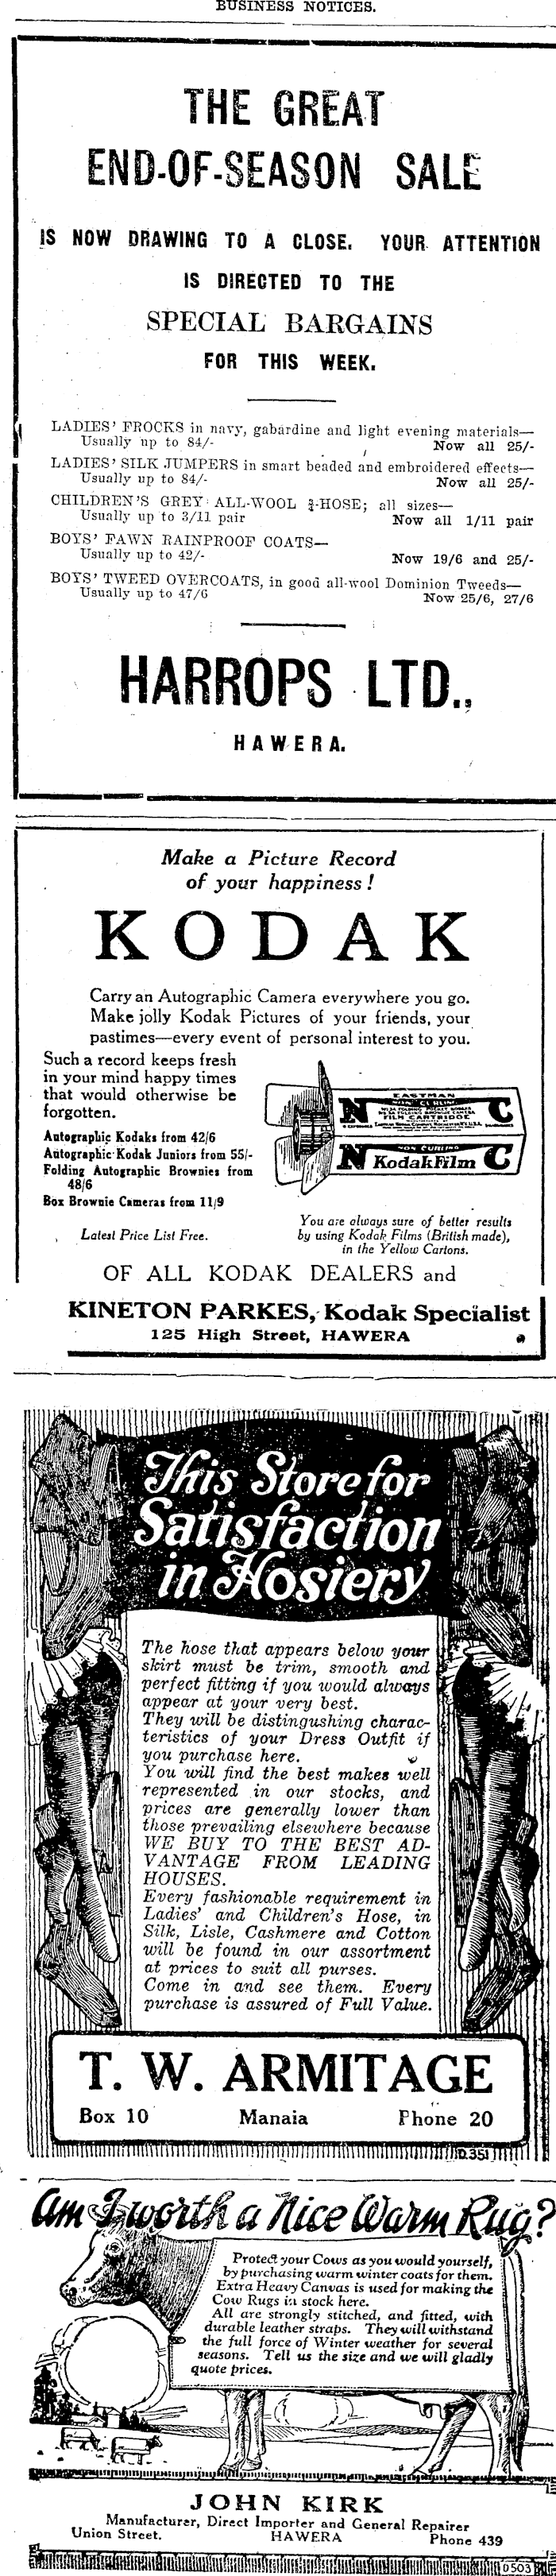 BUSINESS NOTICES.
THE GREAT
END-OF-SEASON SALE
IS NOW DRAWING TO A CLOSE. YOUR ATTENTION
IS DIRECTED TO THE
SPECIAL BARGAINS
FOR THIS WEEK.
LADIES' FROCKS in navy, gabardine and light evening materials—
Usually up to 84/- Now all 25/-
LADIES' SILK JUMPERS in smart beaded and embroidered effects—
Usually up to 84/- Now all 25/-
CHILDREN'S GREY ALL-WOOL ¾-HOSE; all sizes—
Usually up to 3/11 pair Now all 1/11 pair
BOYS' FAWN RAINPROOF COATS—
Usually up to 42/- Now 19/6 and 25/-
BOYS' TWEED OVERCOATS, in good all-wool Dominion Tweeds—
Usually up to 47/6 Now 25/6, 27/6
HARROPS LTD.,
HAWERA.
Make a Picture Record
of your happiness!
KODAK
Carry an Autographic Camera everywhere you go.
Make jolly Kodak Pictures of your friends, your
pastimes—every event of personal interest to you.
Such a record keeps fresh
in your mind happy times
that would otherwise be
forgotten.
Autographic Kodaks from 42/6
Autographic Kodak Juniors from 55/-
Folding Autographic Brownies from
48/6
Box Brownie Cameras from 11/9
EASTMAN
NON CURLING
N C
FILM CARTRIDGE
NON CURLING
N Kodak Film C
Latest Price List Free.
You are always sure of better results
by using Kodak Films (British made),
in the Yellow Cartons.
OF ALL KODAK DEALERS and
KINETON PARKES, Kodak Specialist
125 High Street, HAWERA
This Store for
Satisfaction
in Hosiery
The hose that appears below your
skirt must be trim, smooth and
perfect fitting if you would always
appear at your very best.
They will be distingushing charac-
teristics of your Dress Outfit if
you purchase here.
You will find the best makes well
represented in our stocks, and
prices are generally lower than
those prevailing elsewhere because
WE BUY TO THE BEST AD-
VANTAGE FROM LEADING
HOUSES.
Every fashionable requirement in
Ladies' and Children's Hose, in
Silk, Lisle, Cashmere and Cotton
will be found in our assortment
at prices to suit all purses.
Come in and see them. Every
purchase is assured of Full Value.
T. W. ARMITAGE
Box 10 Manaia Phone 20
D.351
Am I worth a Nice Warm Rug?
Protect your Cows as you would yourself,
by purchasing warm winter coats for them.
Extra Heavy Canvas is used for making the
Cow Rugs in stock here.
All are strongly stitched, and fitted, with
durable leather straps. They will withstand
the full force of Winter weather for several
seasons. Tell us the size and we will gladly
quote prices.
JOHN KIRK
Manufacturer, Direct Importer and General Repairer
Union Street. HAWERA Phone 439
D503